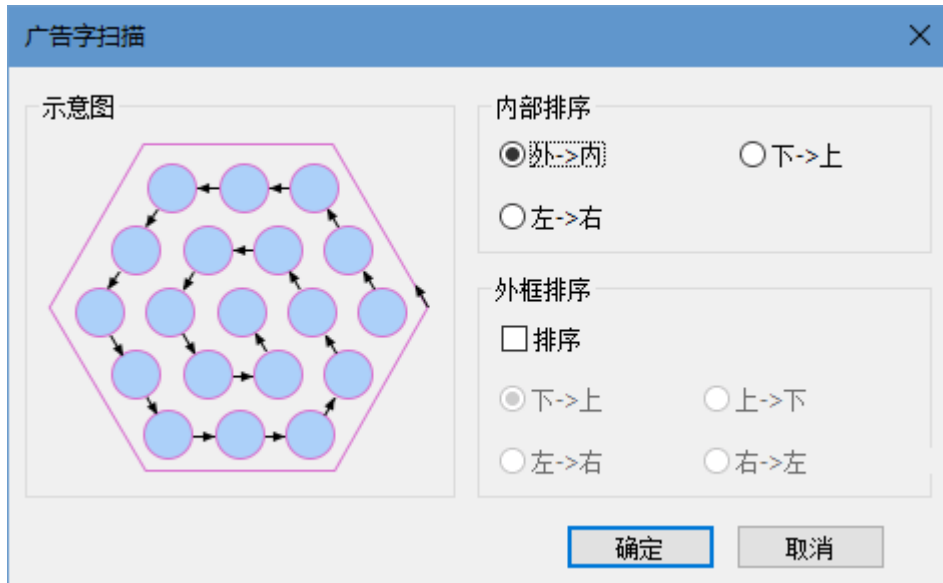 广告字扫描
示意图
内部排序
外->内
下->上
左->右
外框排序
排序
下->上
上->下
左->右
右->左
确定
取消